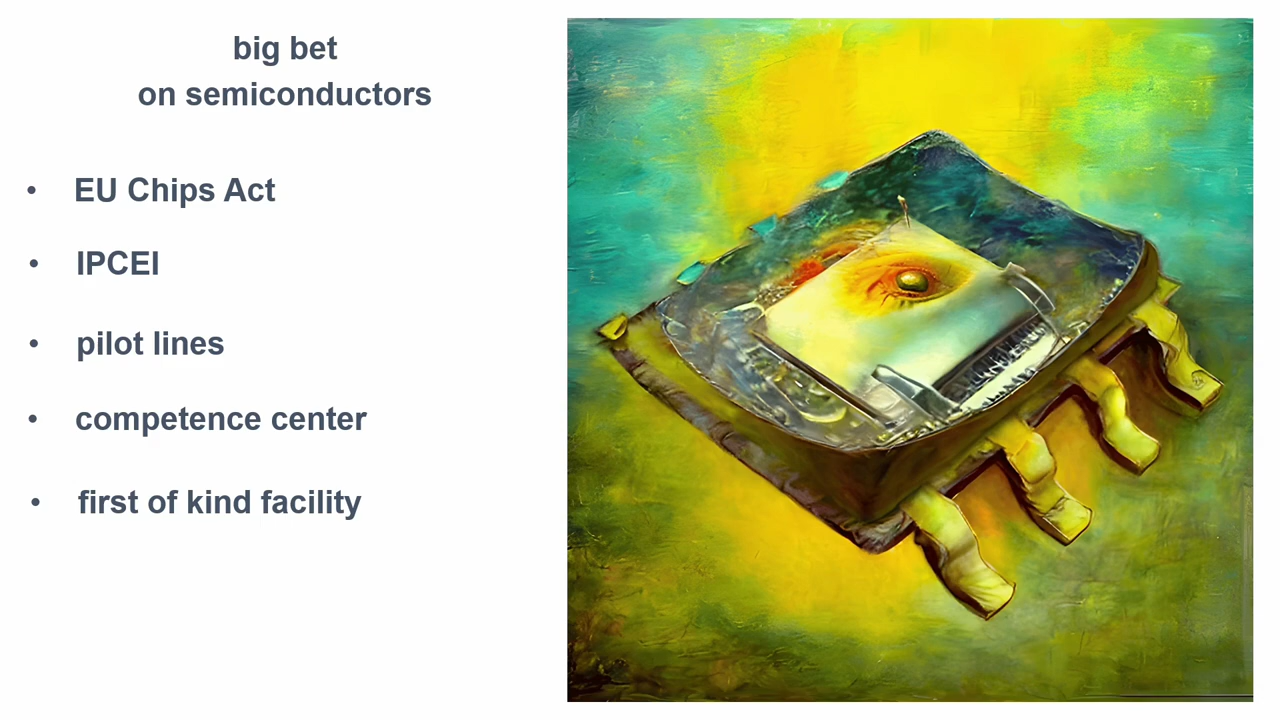 big bet
on semiconductors
• EU Chips Act
• IPCEI
• pilot lines
• competence center
• first of kind facility